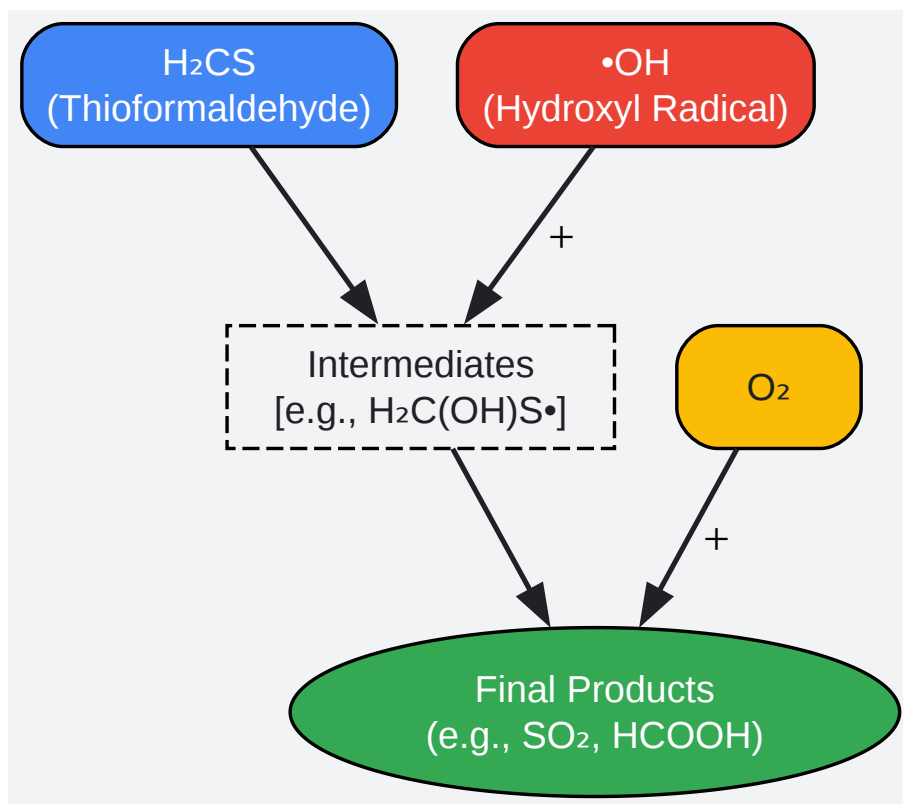 H₂CS
(Thioformaldehyde)
•OH
(Hydroxyl Radical)
+
Intermediates
[e.g., H₂C(OH)S•]
O₂
+
Final Products
(e.g., SO₂, HCOOH)